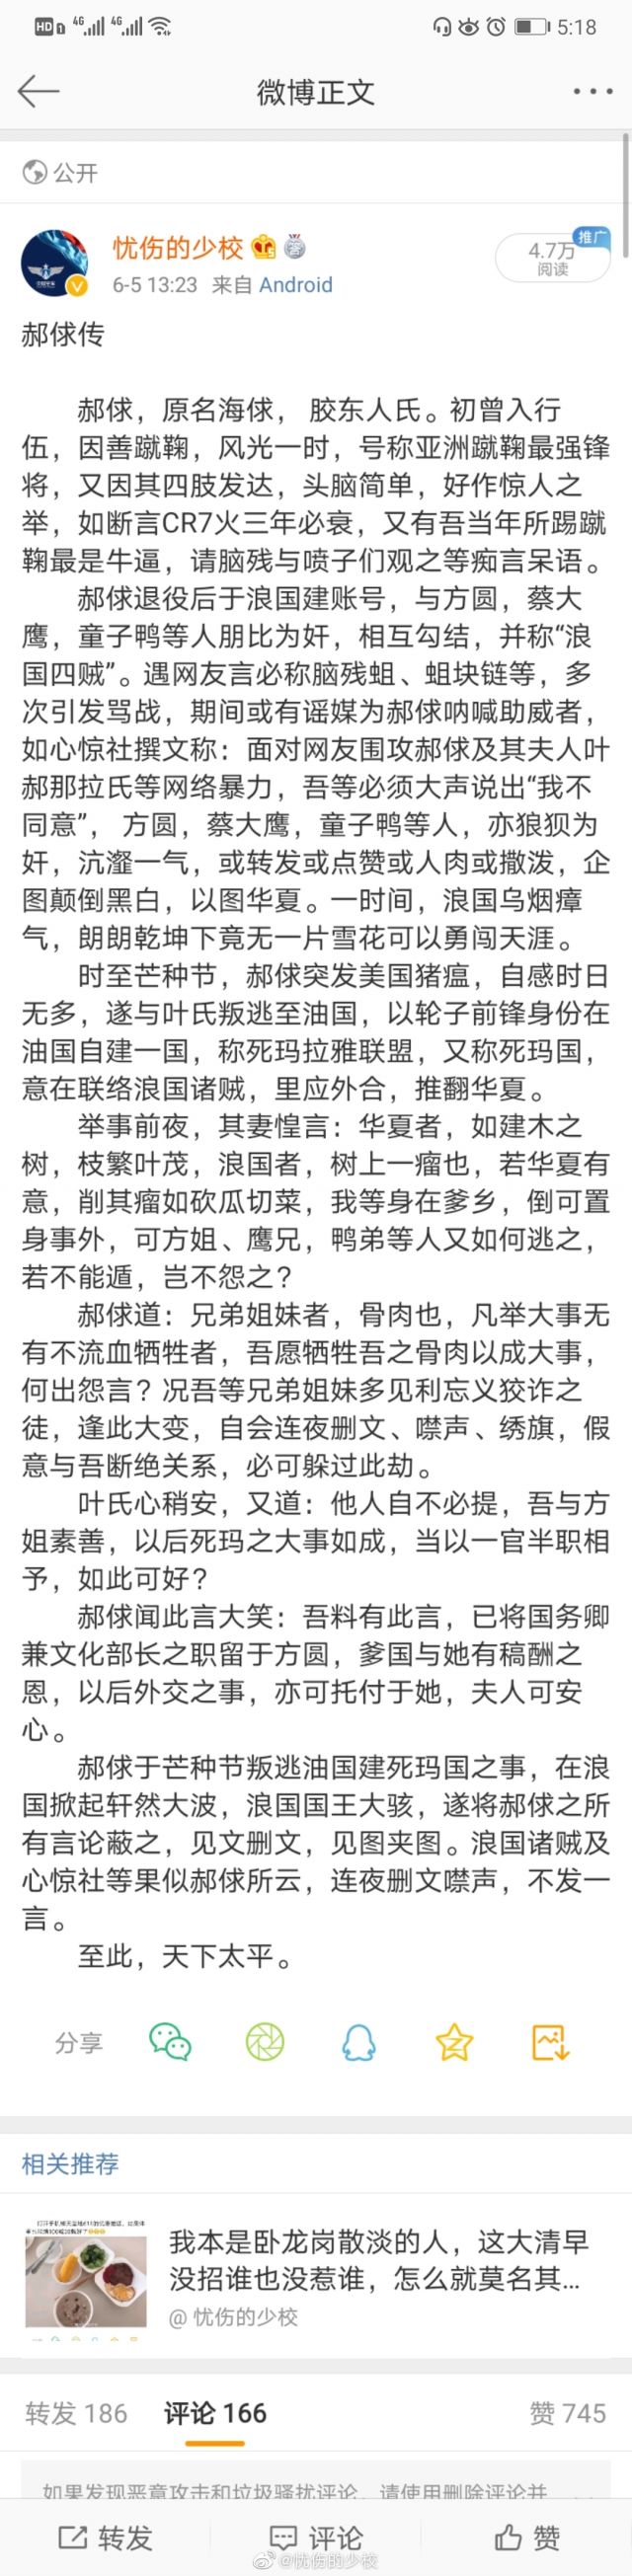 HD 1 4G 4G 5:18
微博正文
公开
忧伤的少校
推广
4.7万
阅读
6-5 13:23 来自 Android
郝俅传
郝俅，原名海俅， 胶东人氏。初曾入行
伍，因善蹴鞠，风光一时，号称亚洲蹴鞠最强锋
将，又因其四肢发达，头脑简单，好作惊人之
举，如断言CR7火三年必衰，又有吾当年所踢蹴
鞠最是牛逼，请脑残与喷子们观之等痴言呆语。
郝俅退役后于浪国建账号，与方圆，蔡大
鹰，童子鸭等人朋比为奸，相互勾结，并称“浪
国四贼”。遇网友言必称脑残蛆、蛆块链等，多
次引发骂战，期间或有谣媒为郝俅呐喊助威者，
如心惊社撰文称：面对网友围攻郝俅及其夫人叶
郝那拉氏等网络暴力，吾等必须大声说出“我不
同意”， 方圆，蔡大鹰，童子鸭等人，亦狼狈为
奸，沆瀣一气，或转发或点赞或人肉或撒泼，企
图颠倒黑白，以图华夏。一时间，浪国乌烟瘴
气，朗朗乾坤下竟无一片雪花可以勇闯天涯。
时至芒种节，郝俅突发美国猪瘟，自感时日
无多，遂与叶氏叛逃至油国，以轮子前锋身份在
油国自建一国，称死玛拉雅联盟，又称死玛国，
意在联络浪国诸贼，里应外合，推翻华夏。
举事前夜，其妻惶言：华夏者，如建木之
树，枝繁叶茂，浪国者，树上一瘤也，若华夏有
意，削其瘤如砍瓜切菜，我等身在爹乡，倒可置
身事外，可方姐、鹰兄，鸭弟等人又如何逃之，
若不能遁，岂不怨之？
郝俅道：兄弟姐妹者，骨肉也，凡举大事无
有不流血牺牲者，吾愿牺牲吾之骨肉以成大事，
何出怨言？况吾等兄弟姐妹多见利忘义狡诈之
徒，逢此大变，自会连夜删文、噤声、绣旗，假
意与吾断绝关系，必可躲过此劫。
叶氏心稍安，又道：他人自不必提，吾与方
姐素善，以后死玛之大事如成，当以一官半职相
予，如此可好？
郝俅闻此言大笑：吾料有此言，已将国务卿
兼文化部长之职留于方圆，爹国与她有稿酬之
恩，以后外交之事，亦可托付于她，夫人可安
心。
郝俅于芒种节叛逃油国建死玛国之事，在浪
国掀起轩然大波，浪国国王大骇，遂将郝俅之所
有言论蔽之，见文删文，见图夹图。浪国诸贼及
心惊社等果似郝俅所云，连夜删文噤声，不发一
言。
至此，天下太平。
分享
相关推荐
我本是卧龙岗散淡的人，这大清早
没招谁也没惹谁，怎么就莫名其...
@ 忧伤的少校
转发 186 评论 166 赞 745
如果发现恶意攻击和垃圾骚扰评论，请使用删除评论并
转发 评论 赞
@忧伤的少校